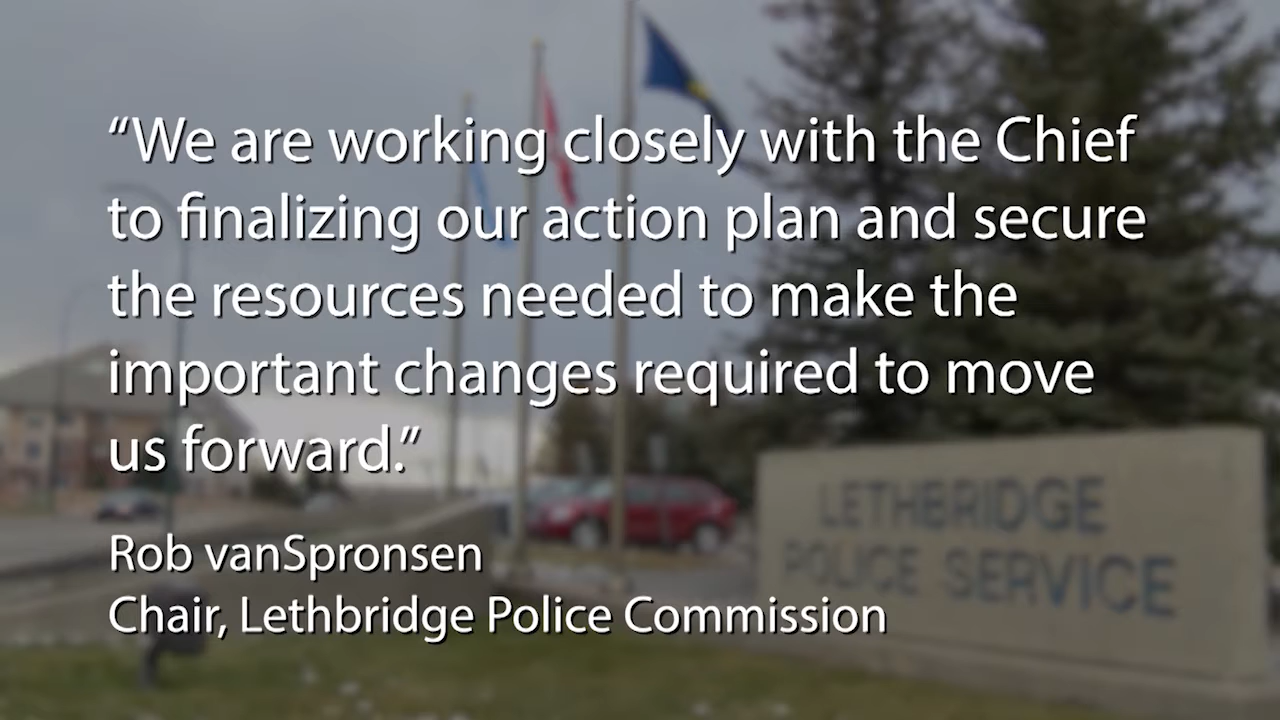 “We are working closely with the Chief
to finalizing our action plan and secure
the resources needed to make the
important changes required to move
us forward.”
Rob vanSpronsen
Chair, Lethbridge Police Commission
LETHBRIDGE
POLICE SERVICE